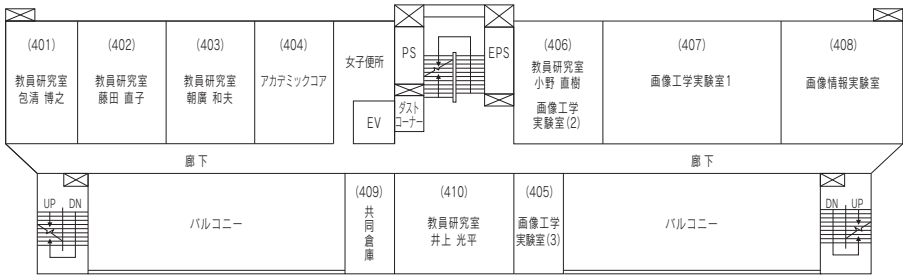 (401)
教員研究室
包清 博之
(402)
教員研究室
藤田 直子
(403)
教員研究室
朝廣 和夫
(404)
アカデミックコア
女子便所
EV
PS
ダスト
コーナー
EPS
(406)
教員研究室
小野 直樹
画像工学
実験室(2)
(407)
画像工学実験室1
(408)
画像情報実験室
廊下
廊下
UP DN
バルコニー
(409)
共
同
倉
庫
(410)
教員研究室
井上 光平
(405)
画像工学
実験室(3)
バルコニー
DN UP